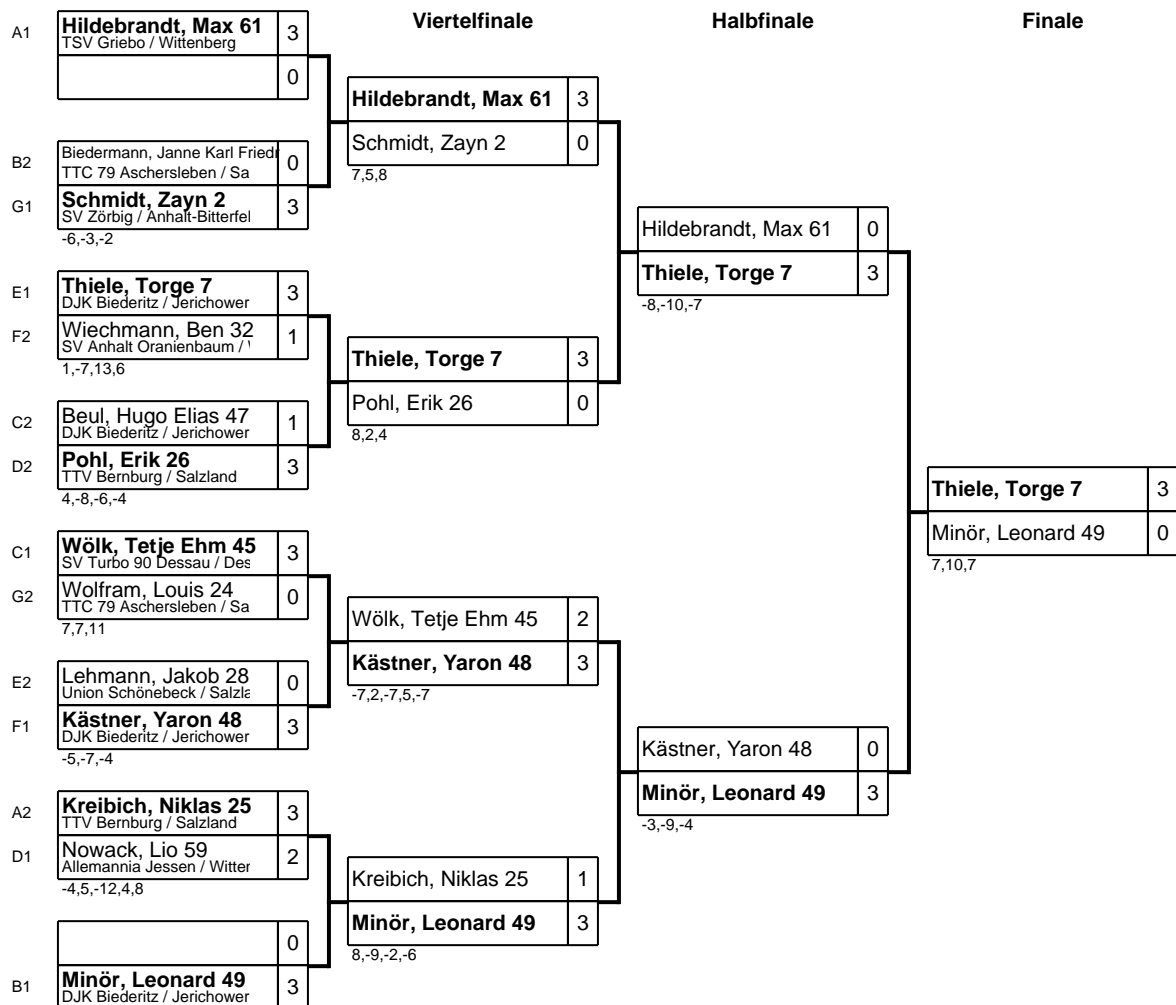 Viertelfinale
Halbfinale
Finale
A1
Hildebrandt, Max 61 3
TSV Griebo / Wittenberg
0
B2
Biedermann, Janne Karl Friedr 0
TTC 79 Aschersleben / Sa
G1
Schmidt, Zayn 2 3
SV Zörbig / Anhalt-Bitterfel
-6,-3,-2
E1
Thiele, Torge 7 3
DJK Biederitz / Jerichower
F2
Wiechmann, Ben 32 1
SV Anhalt Oranienbaum /
1,-7,13,6
C2
Beul, Hugo Elias 47 1
DJK Biederitz / Jerichower
D2
Pohl, Erik 26 3
TTV Bernburg / Salzland
4,-8,-6,-4
C1
Wölk, Tetje Ehm 45 3
SV Turbo 90 Dessau / Des
G2
Wolfram, Louis 24 0
TTC 79 Aschersleben / Sa
7,7,11
E2
Lehmann, Jakob 28 0
Union Schönebeck / Salzla
F1
Kästner, Yaron 48 3
DJK Biederitz / Jerichower
-5,-7,-4
A2
Kreibich, Niklas 25 3
TTV Bernburg / Salzland
D1
Nowack, Lio 59 2
Allemannia Jessen / Witter
-4,5,-12,4,8
0
B1
Minör, Leonard 49 3
DJK Biederitz / Jerichower
Hildebrandt, Max 61 3
Schmidt, Zayn 2 0
7,5,8
Thiele, Torge 7 3
Pohl, Erik 26 0
8,2,4
Wölk, Tetje Ehm 45 2
Kästner, Yaron 48 3
-7,2,-7,5,-7
Kreibich, Niklas 25 1
Minör, Leonard 49 3
8,-9,-2,-6
Hildebrandt, Max 61 0
Thiele, Torge 7 3
-8,-10,-7
Kästner, Yaron 48 0
Minör, Leonard 49 3
-3,-9,-4
Thiele, Torge 7 3
Minör, Leonard 49 0
7,10,7